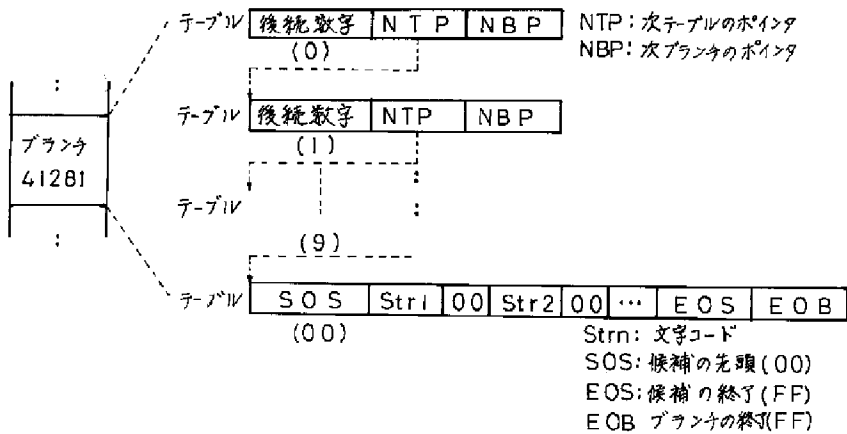 テーブル 後続数字 NTP NBP NTP:次テーブルのポインタ
(0) NBP:次ブランチのポインタ
:
テーブル 後続数字 NTP NBP
ブランチ (1)
41281 :
テーブル :
: (9)
テーブル SOS Str1 00 Str2 00 … EOS EOB
(00) Strn: 文字コード
SOS:候補の先頭(00)
EOS:候補の終了(FF)
EOB ブランチの終了(FF)